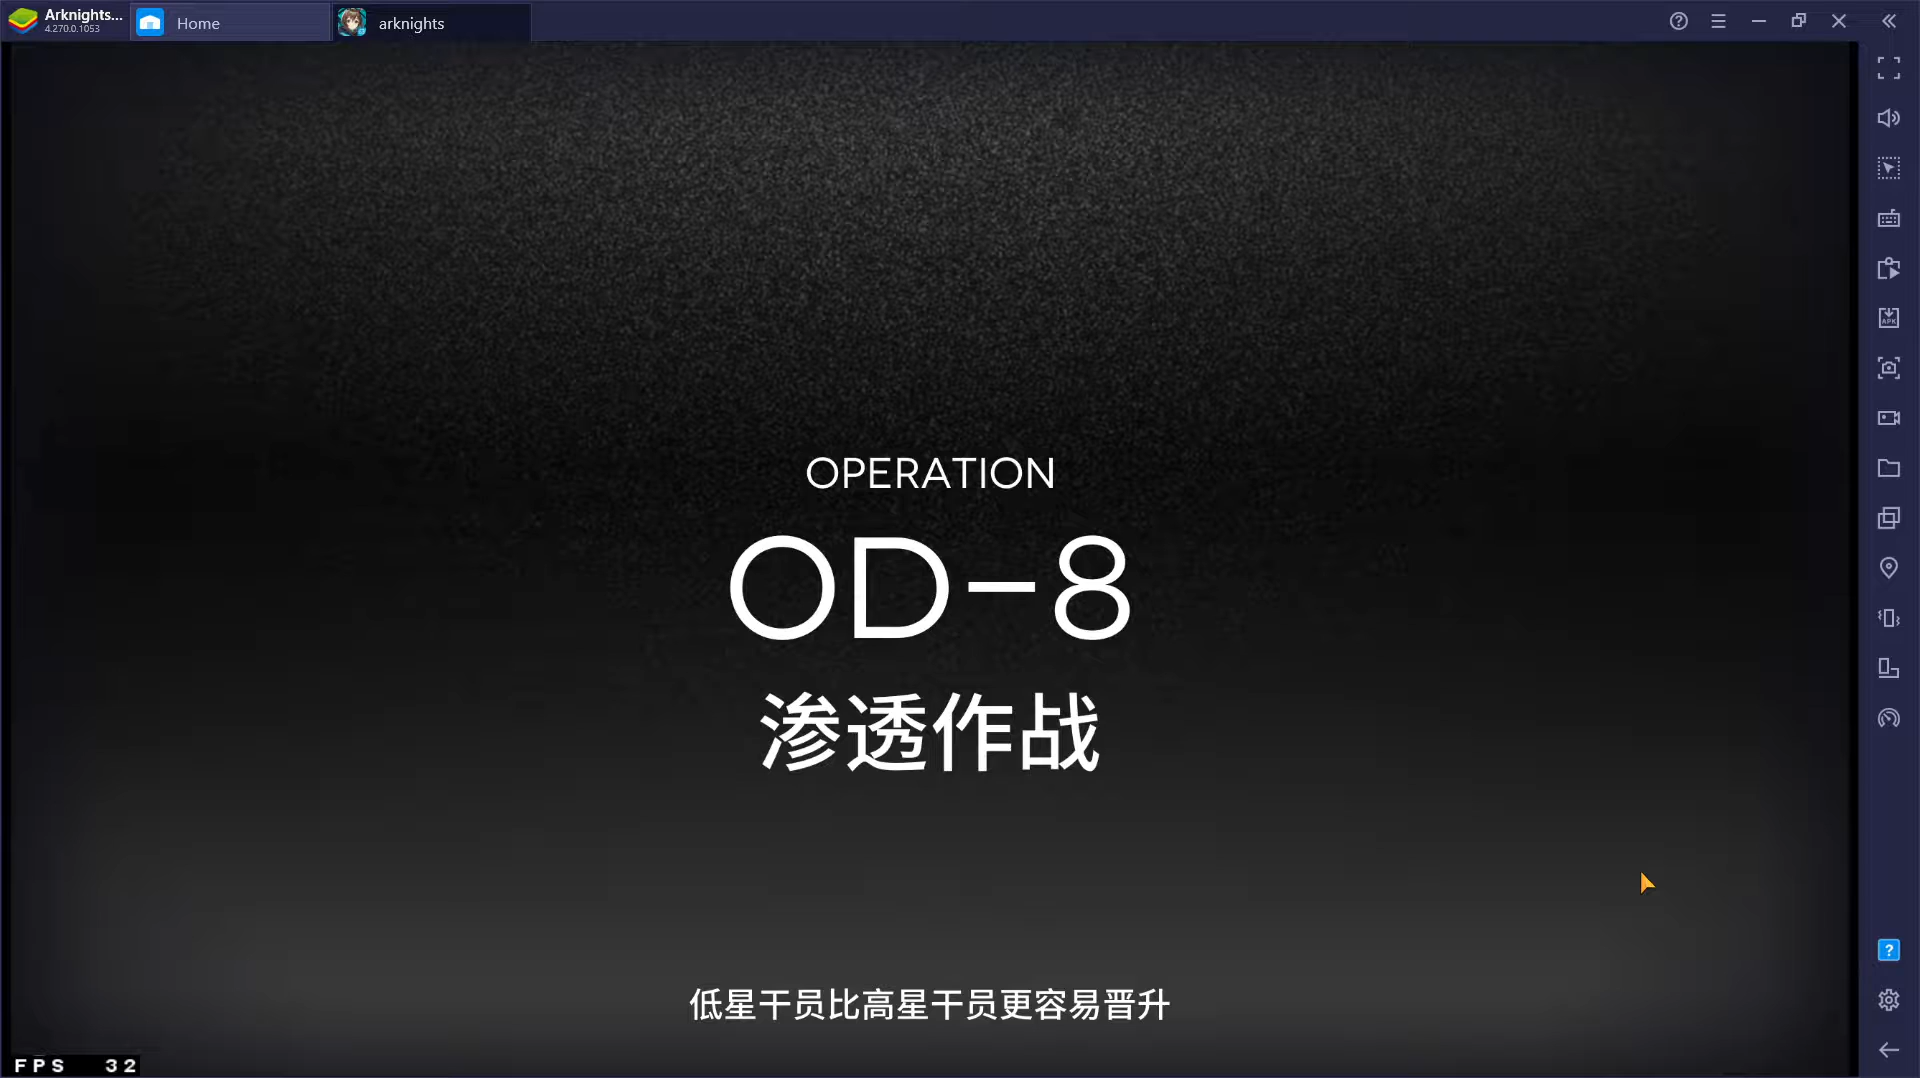 Arknights...
4.270.0.1053
Home
arknights
APK
OPERATION
OD-8
渗透作战
低星干员比高星干员更容易晋升
?
FPS 32